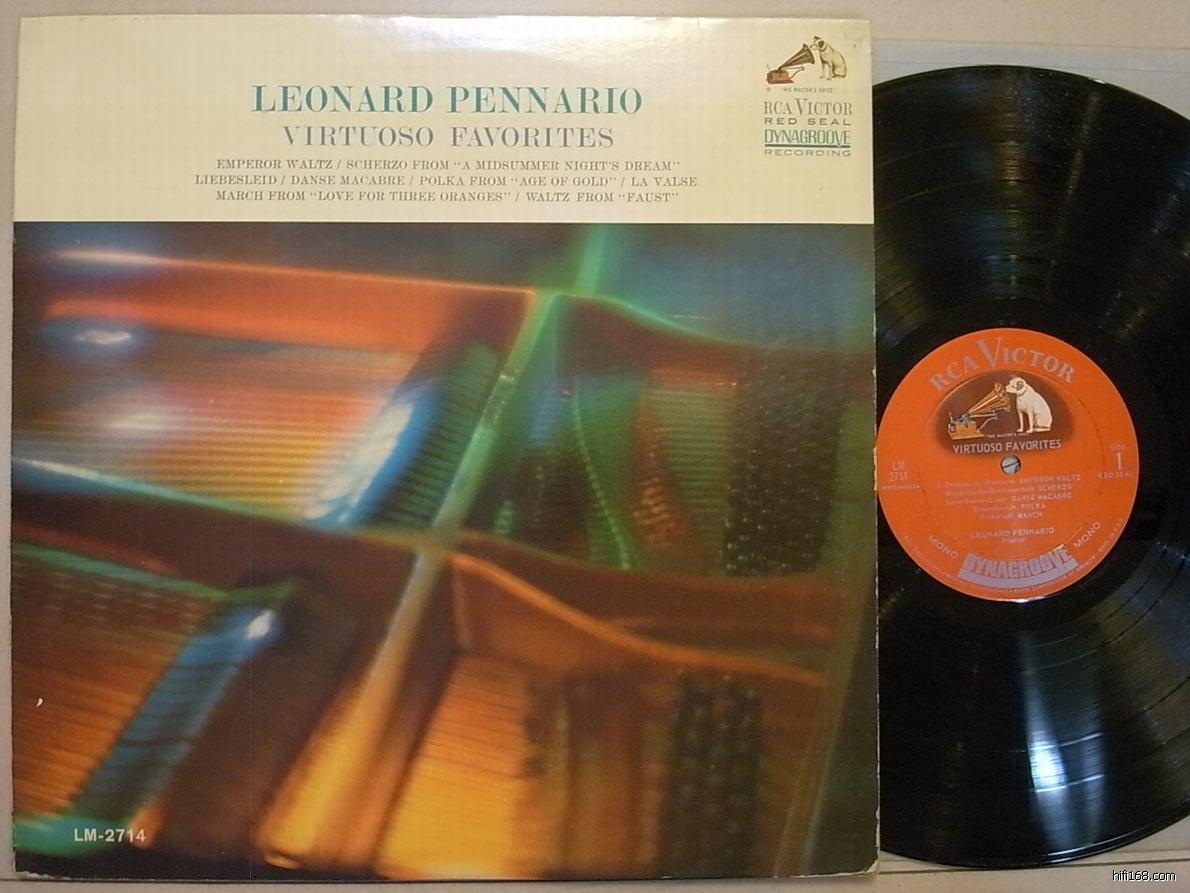 LEONARD PENNARIO
VIRTUOSO FAVORITES
EMPEROR WALTZ / SCHERZO FROM "A MIDSUMMER NIGHT'S DREAM"
LIEBESLEID / DANSE MACABRE / POLKA FROM "AGE OF GOLD" / LA VALSE
MARCH FROM "LOVE FOR THREE ORANGES" / WALTZ FROM "FAUST"
"HIS MASTER'S VOICE"
RCA VICTOR
RED SEAL
DYNAGROOVE
RECORDING
LM-2714
RCA VICTOR
"HIS MASTER'S VOICE"
VIRTUOSO FAVORITES
LM
2714
SIDE
1
RED SEAL
EMPEROR WALTZ
SCHERZO
DANSE MACABRE
POLKA
MARCH
LEONARD PENNARIO
Pianist
MONO
DYNAGROOVE
MONO
hifi168.com